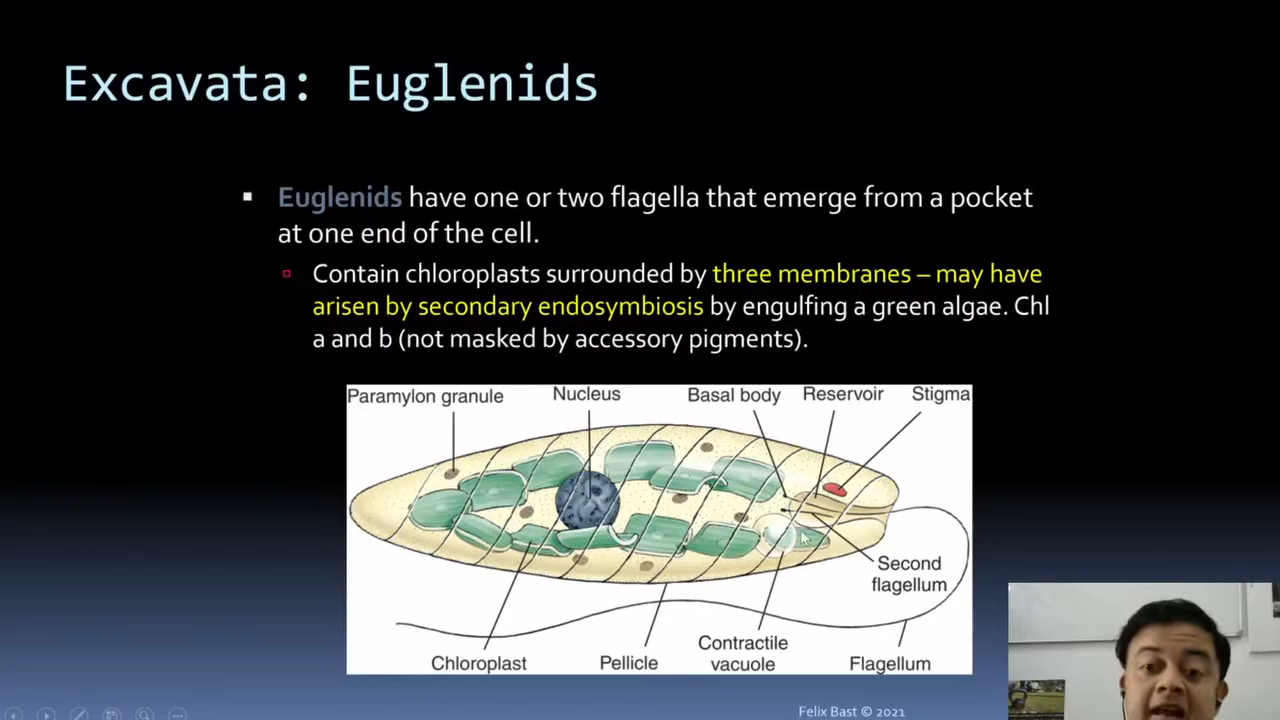 Excavata: Euglenids
▪ Euglenids have one or two flagella that emerge from a pocket
at one end of the cell.
▫ Contain chloroplasts surrounded by three membranes – may have
arisen by secondary endosymbiosis by engulfing a green algae. Chl
a and b (not masked by accessory pigments).
Paramylon granule Nucleus Basal body Reservoir Stigma
Second
flagellum
Contractile
vacuole
Chloroplast Pellicle Flagellum
Felix Bast © 2021